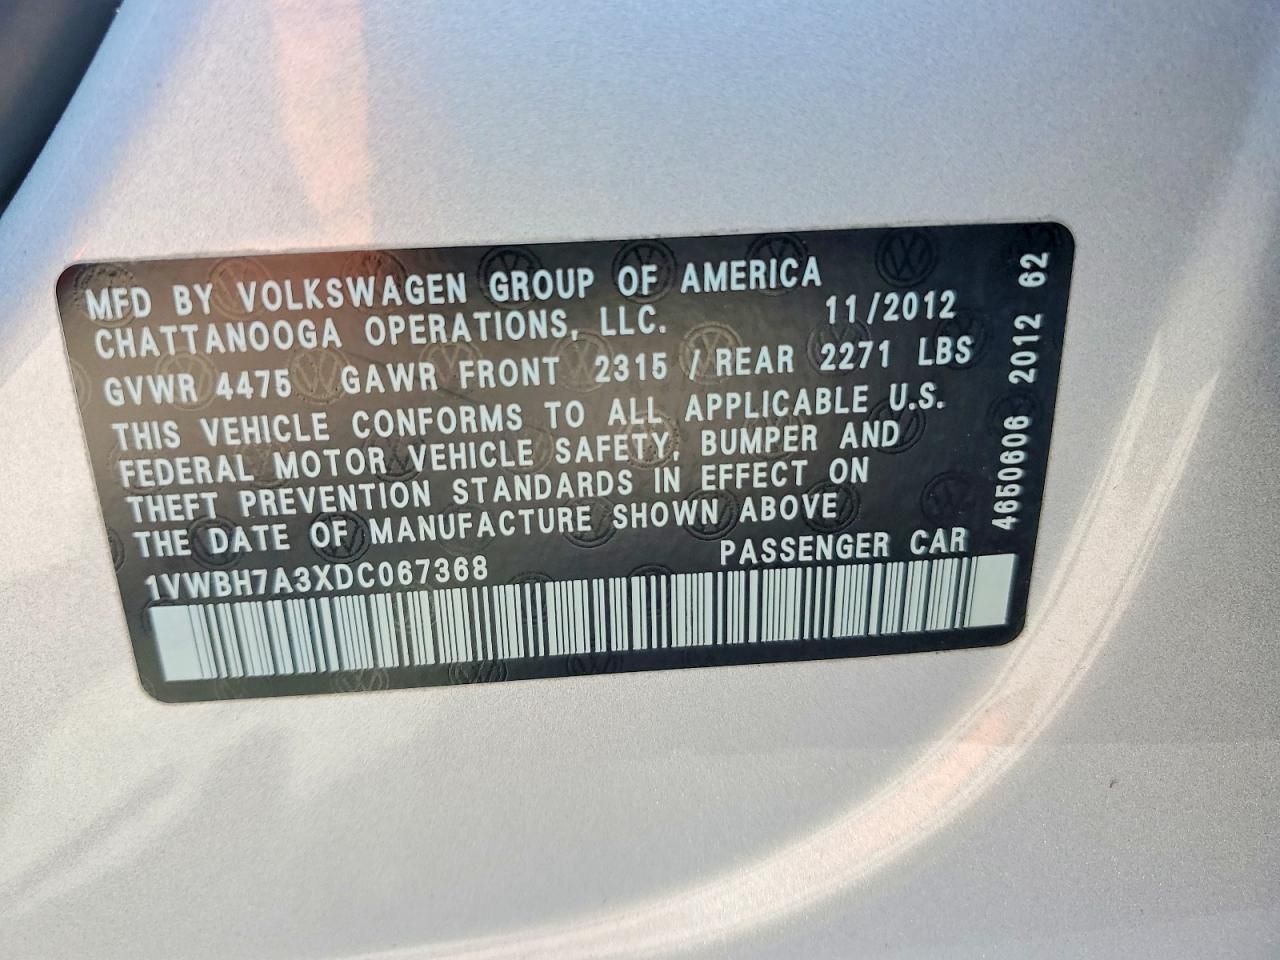 MFD BY VOLKSWAGEN GROUP OF AMERICA
CHATTANOOGA OPERATIONS, LLC. 11/2012
GVWR 4475 GAWR FRONT 2315 / REAR 2271 LBS
THIS VEHICLE CONFORMS TO ALL APPLICABLE U.S.
FEDERAL MOTOR VEHICLE SAFETY, BUMPER AND
THEFT PREVENTION STANDARDS IN EFFECT ON
THE DATE OF MANUFACTURE SHOWN ABOVE
1VWBH7A3XDC067368 PASSENGER CAR
4650606 2012 62